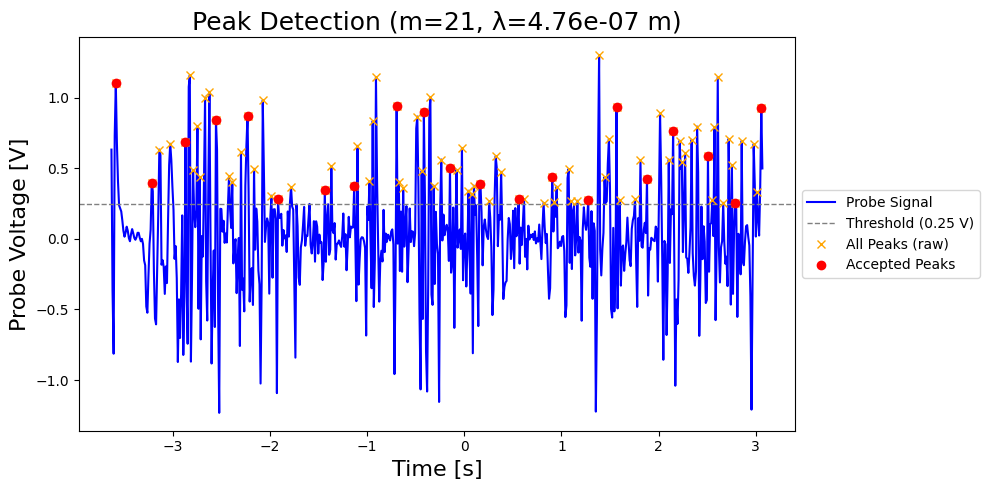 Peak Detection (m=21, λ=4.76e-07 m)
Probe Voltage [V]
1.0
0.5
0.0
−0.5
−1.0
−3
−2
−1
0
1
2
3
Time [s]
Probe Signal
Threshold (0.25 V)
All Peaks (raw)
Accepted Peaks